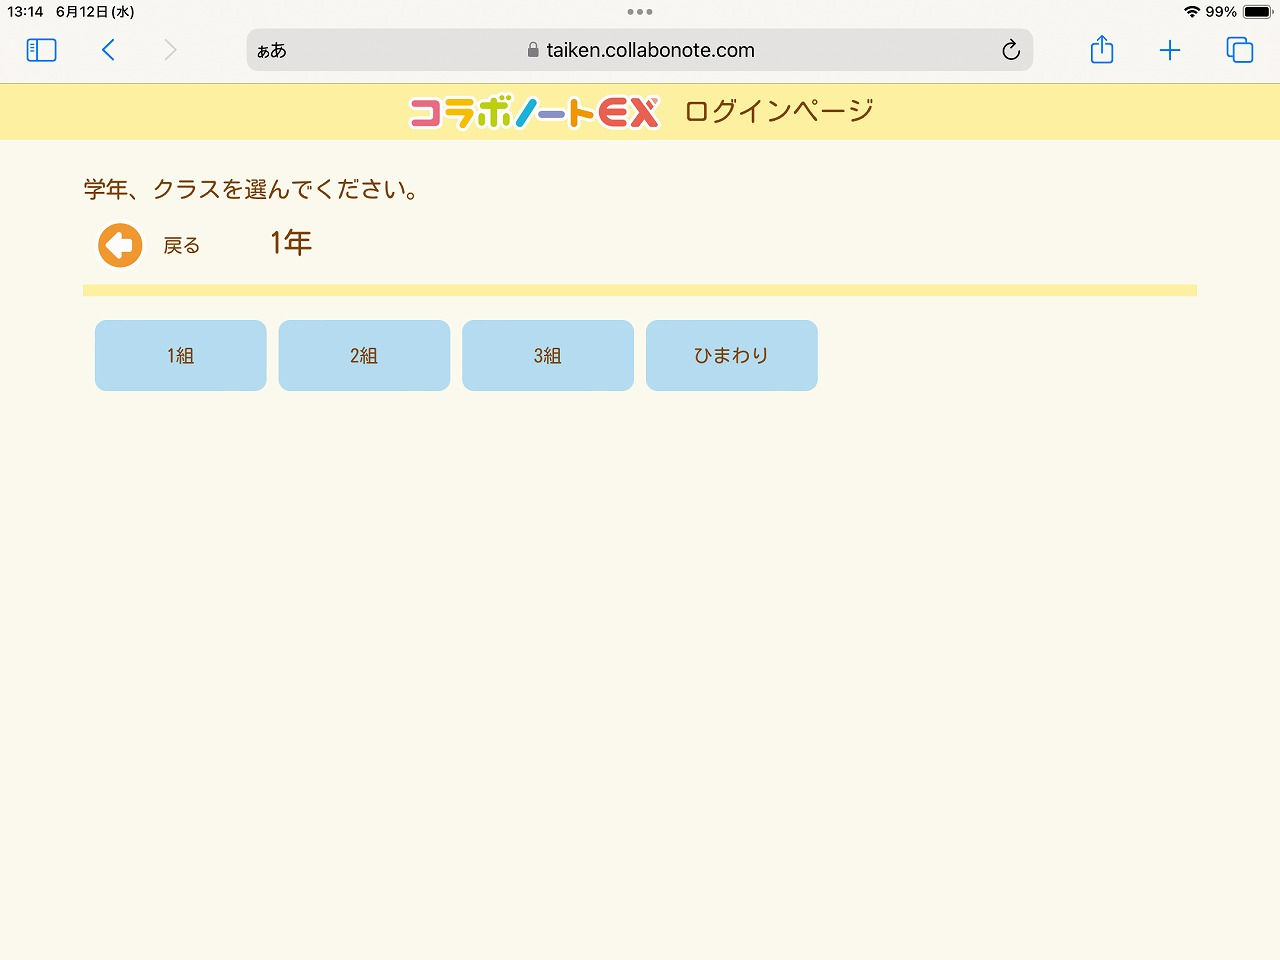 13:14 6月12日(水)
99%
ぁあ
taiken.collabonote.com
コラボノートEX ログインページ
学年、クラスを選んでください。
戻る 1年
1組 2組 3組 ひまわり